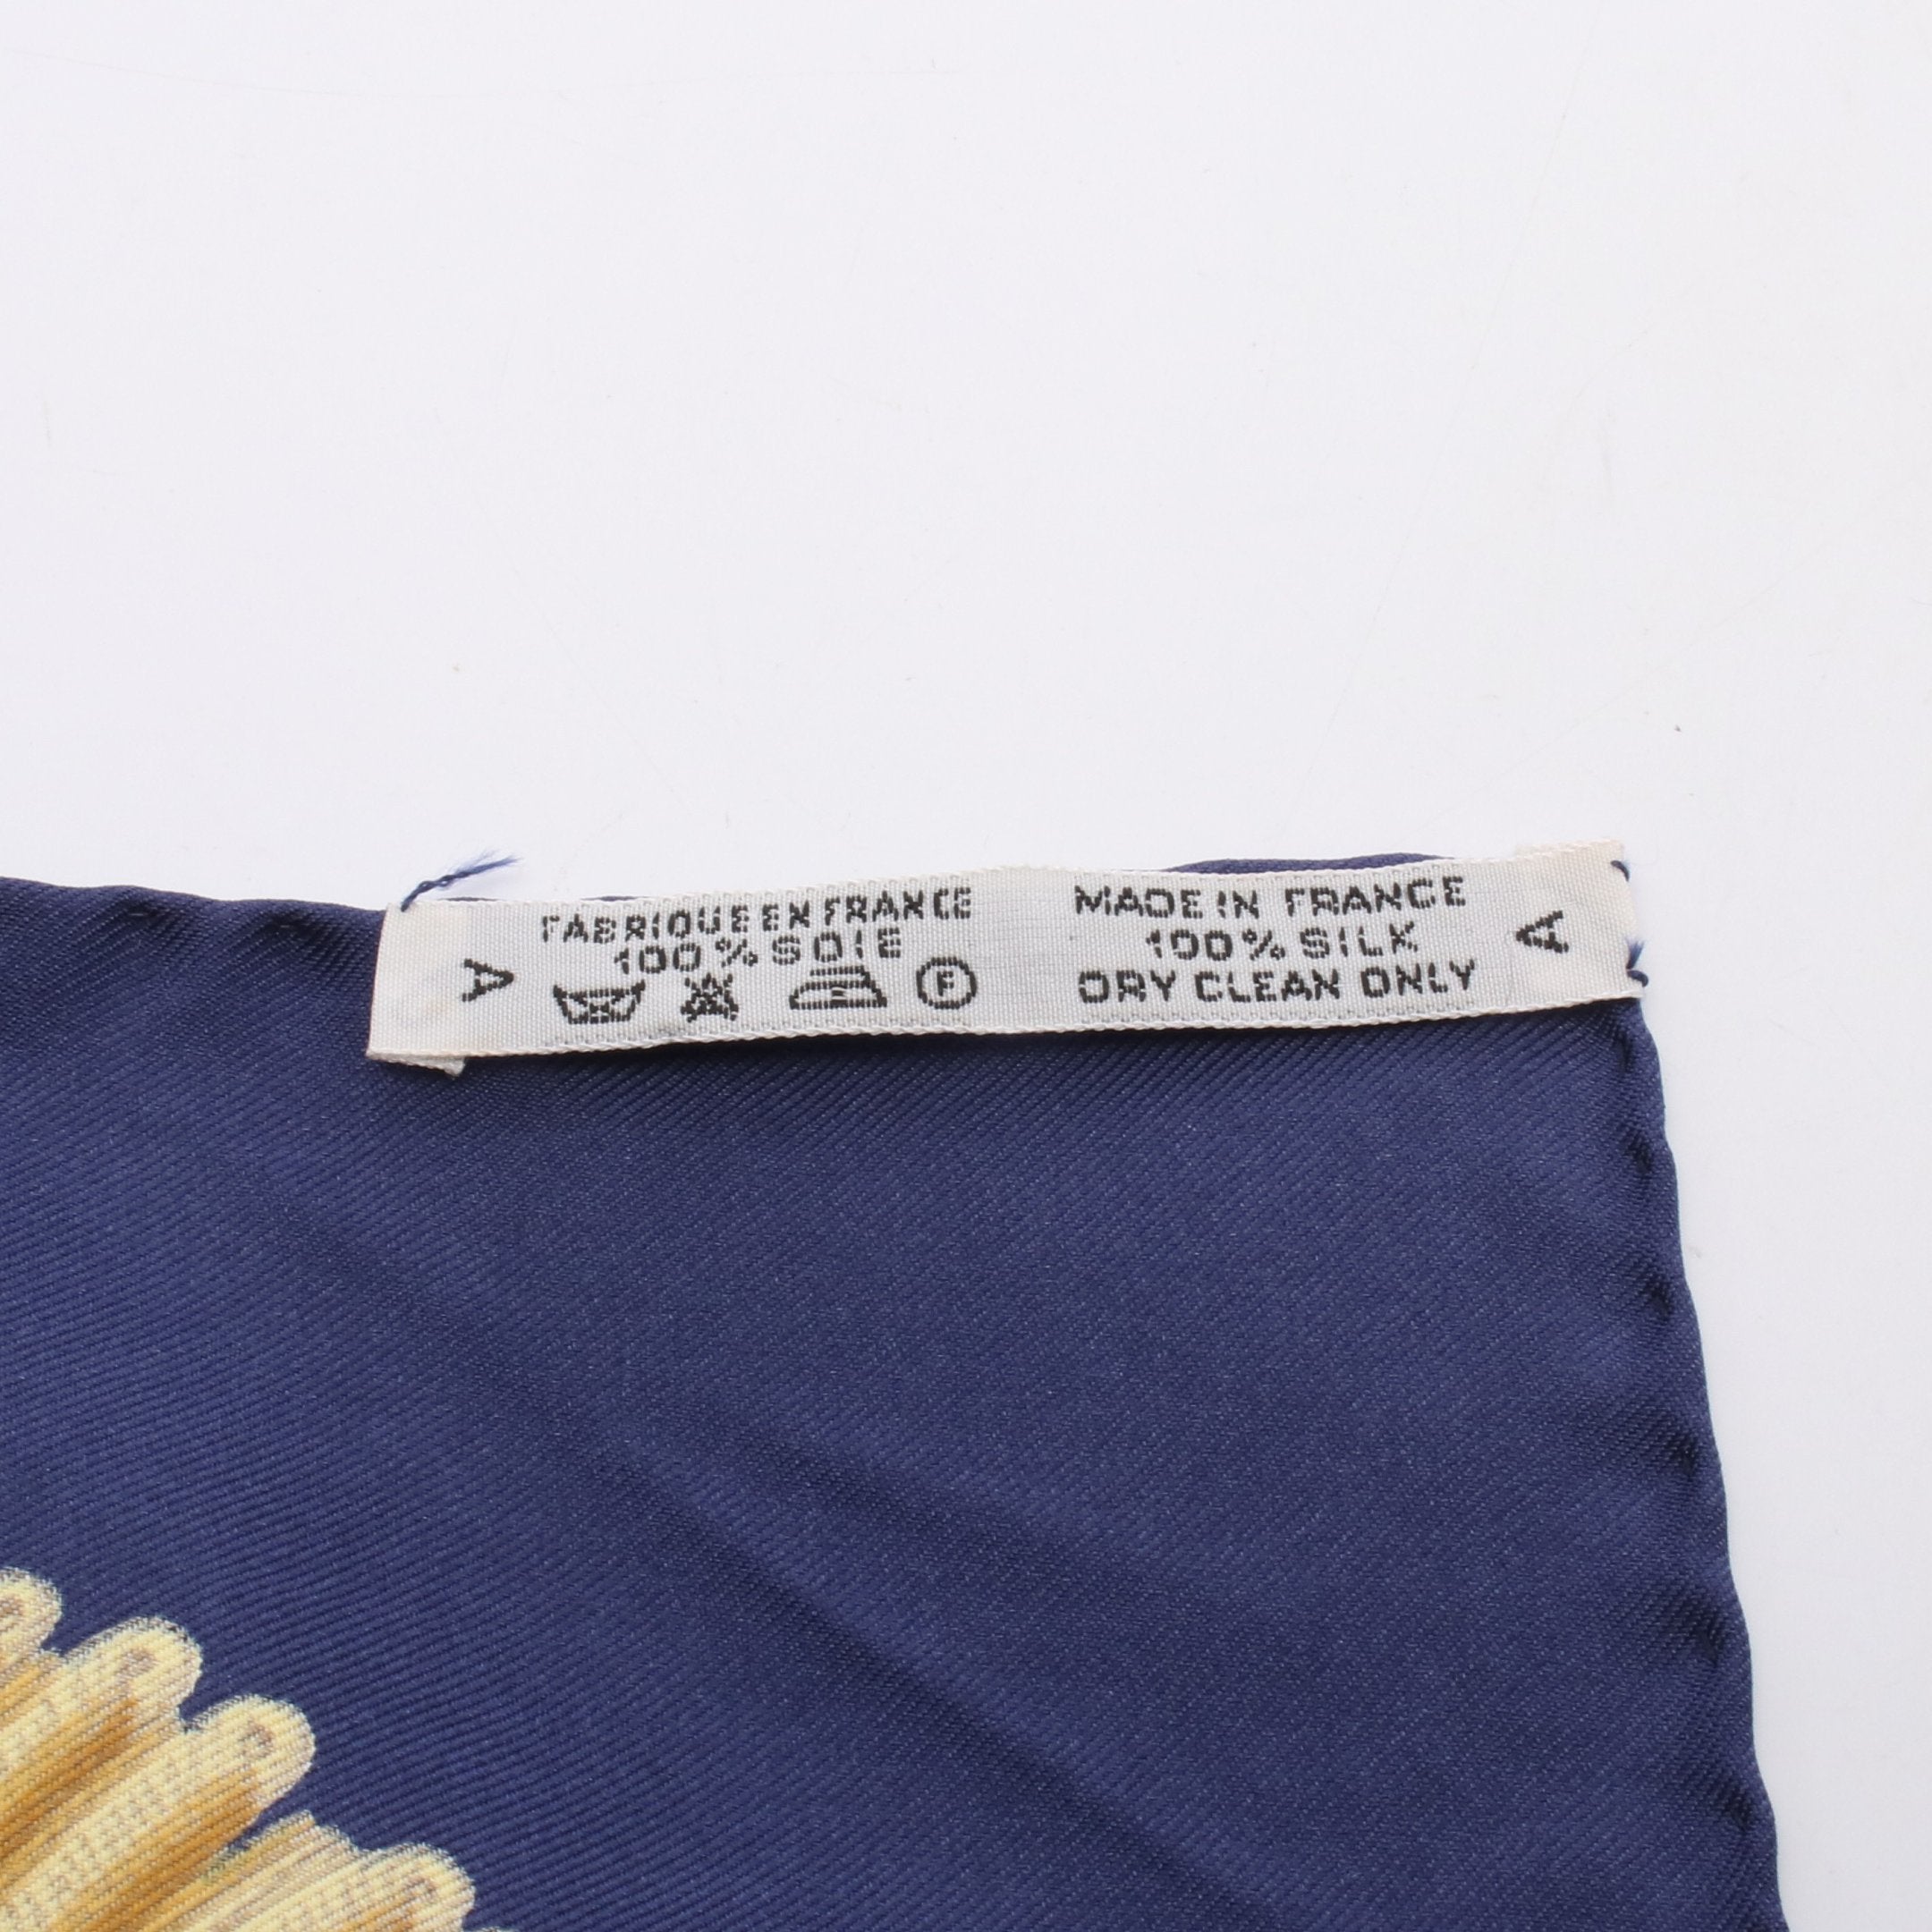 A
FABRIQUE EN FRANCE
100% SOIE
F
MADE IN FRANCE
100% SILK
DRY CLEAN ONLY
A